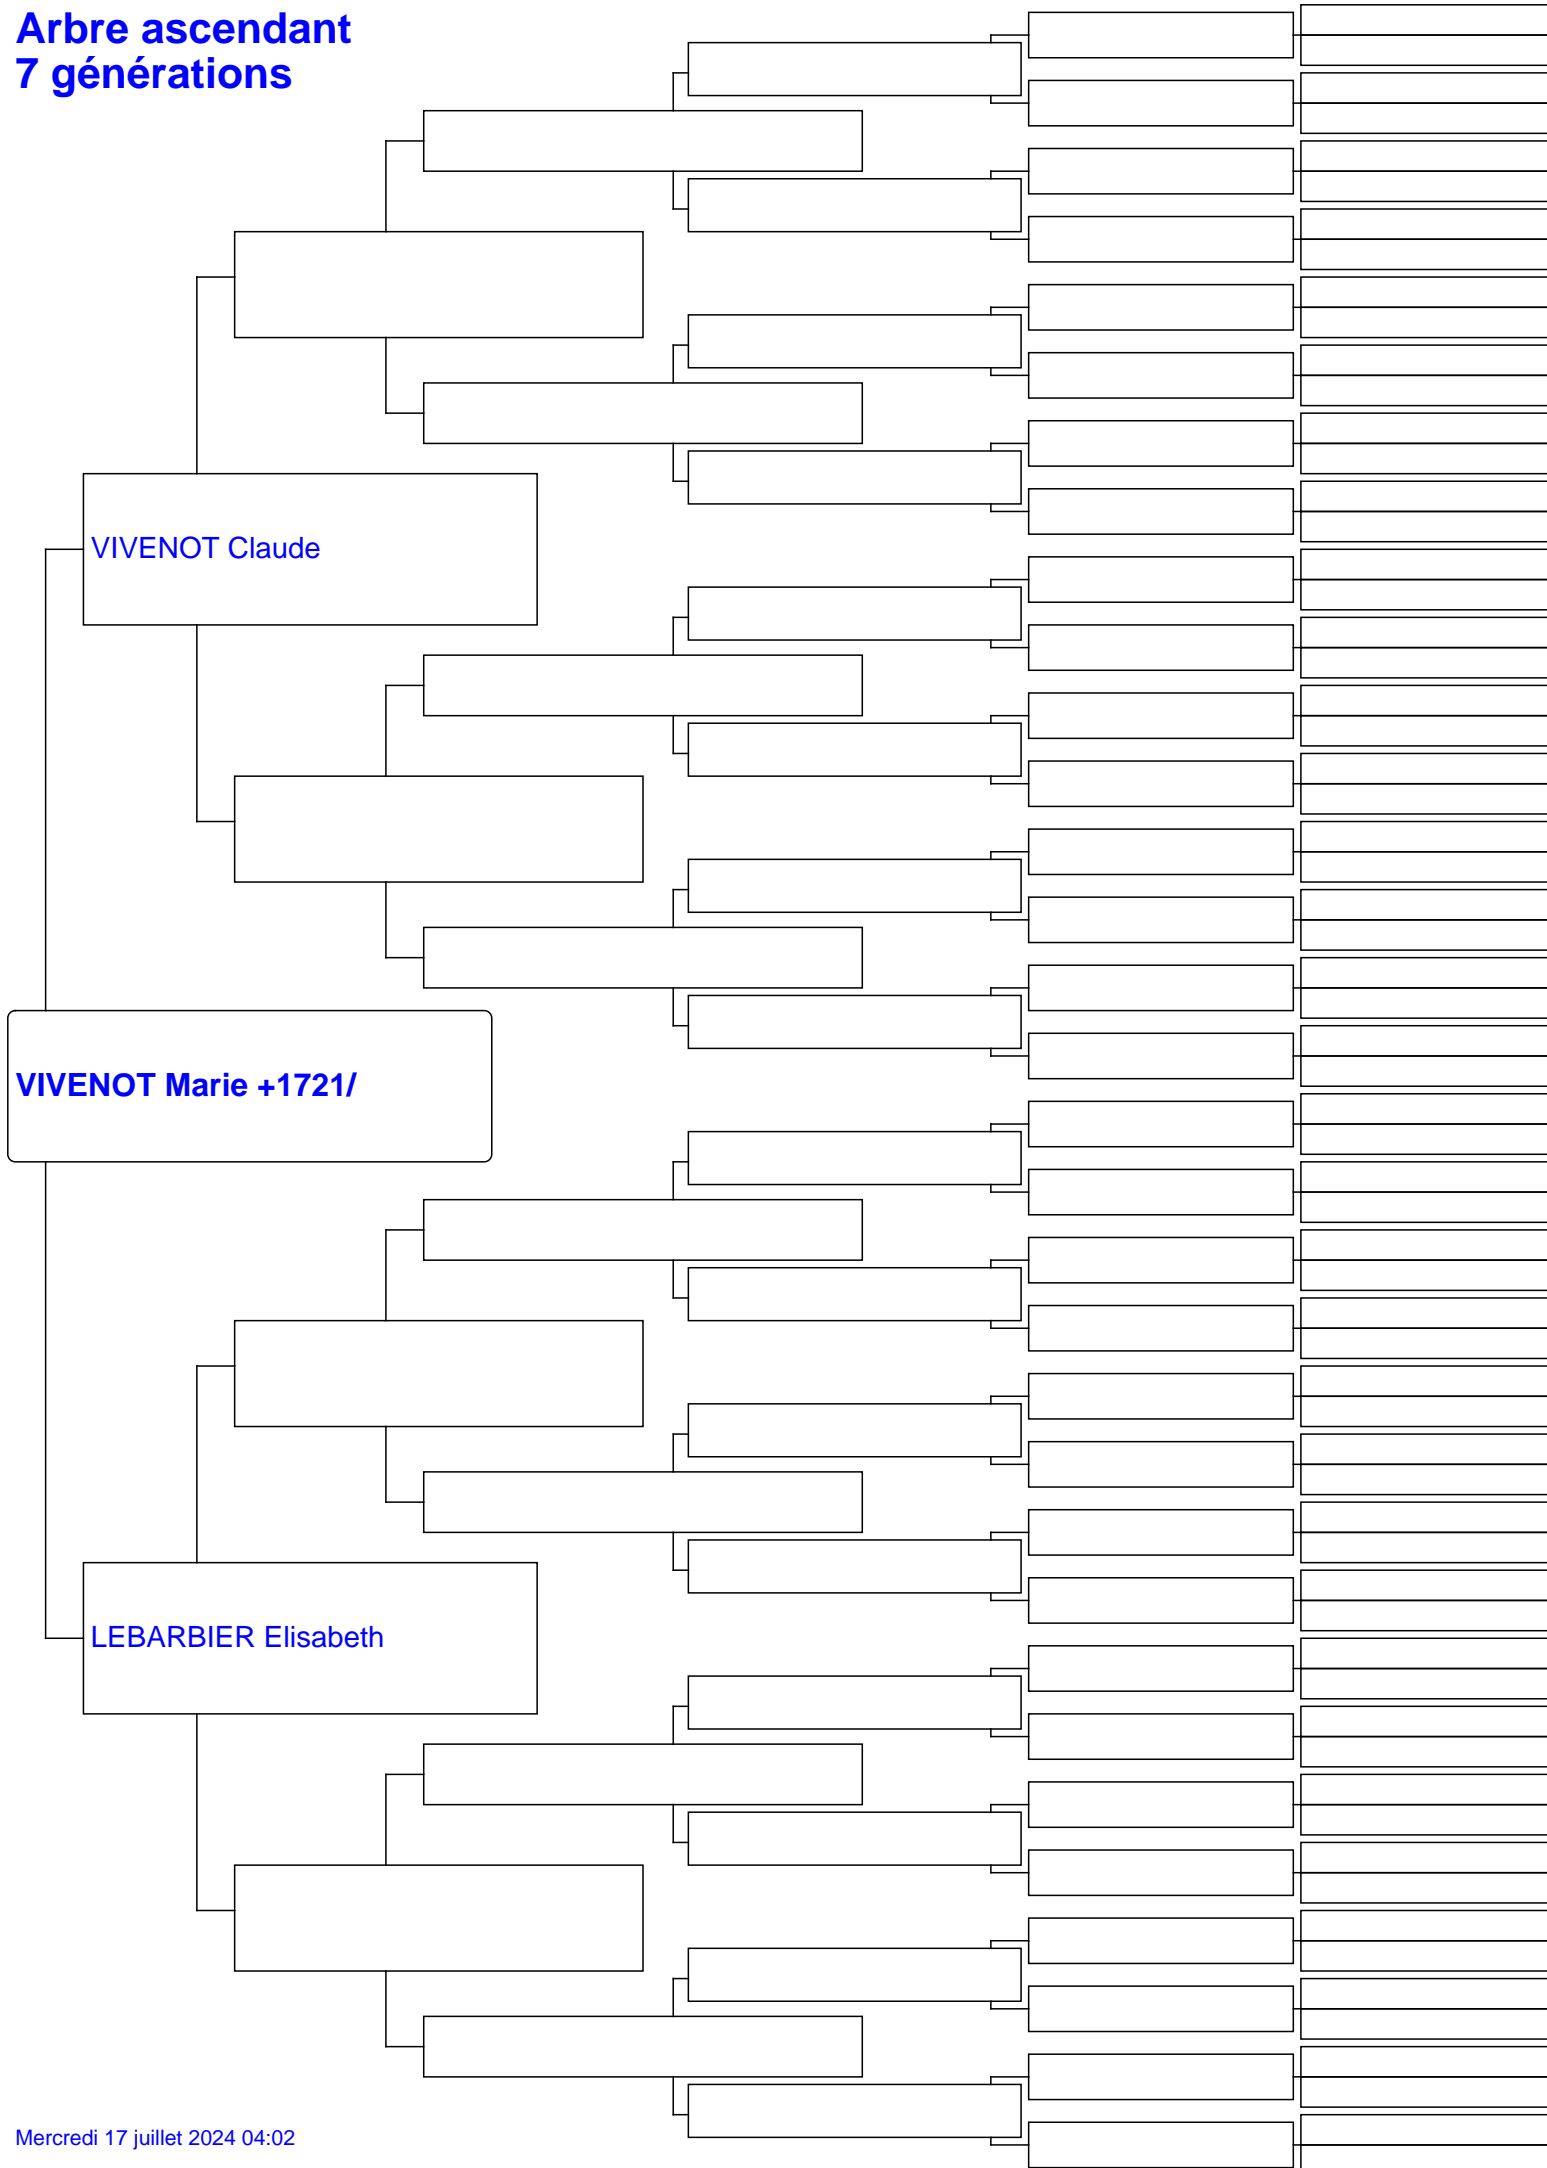 Arbre ascendant
7 générations
VIVENOT Claude
VIVENOT Marie +1721/
LEBARBIER Elisabeth
Mercredi 17 juillet 2024 04:02